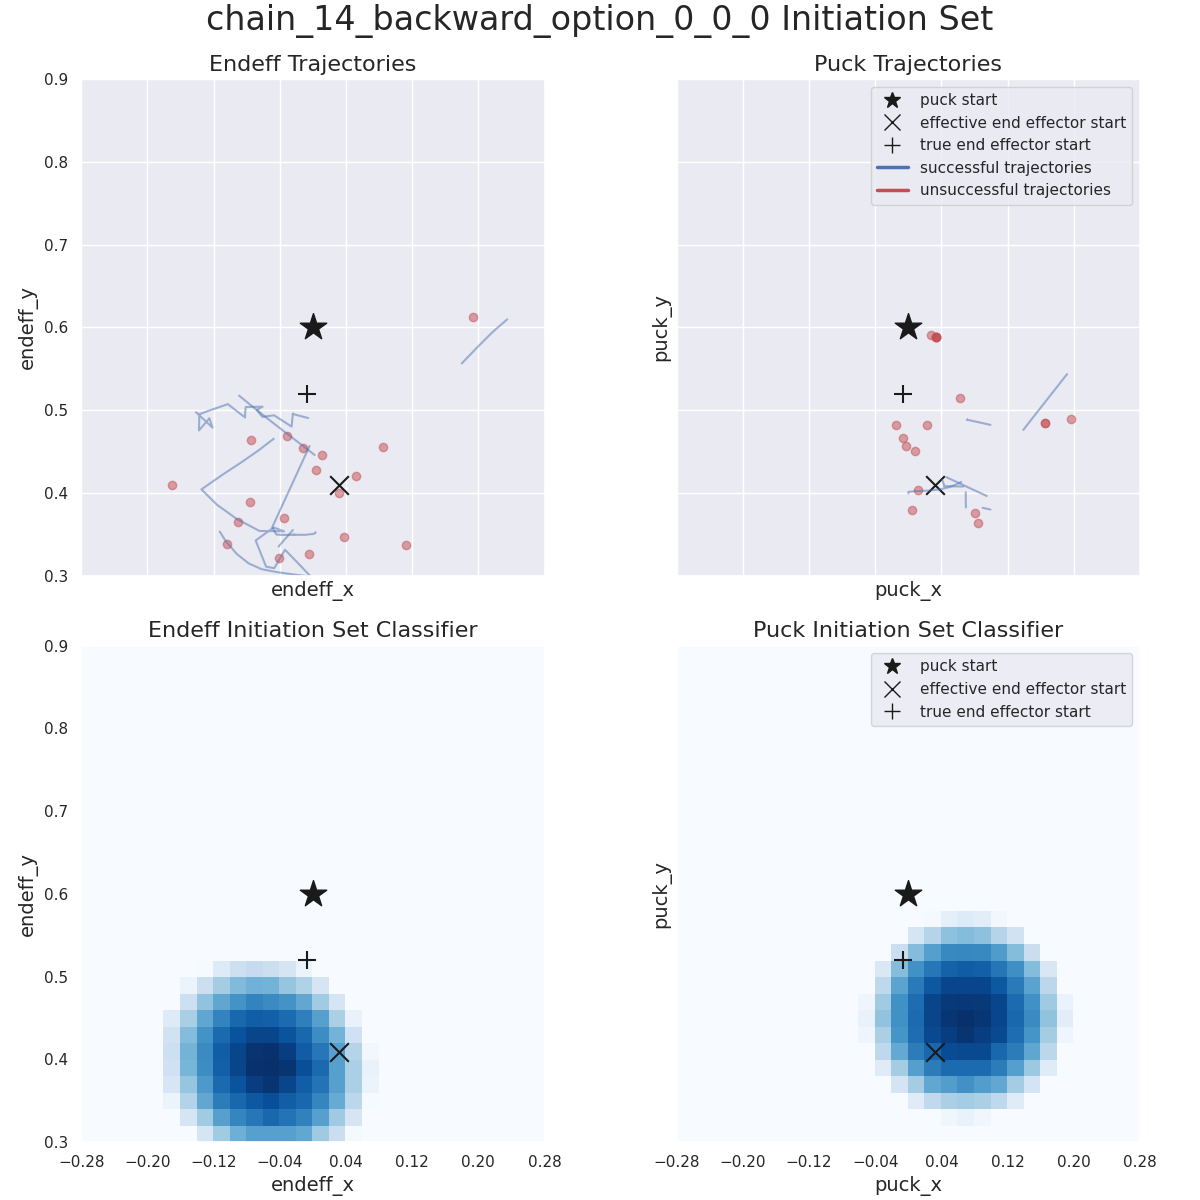 chain_14_backward_option_0_0_0 Initiation Set
Endeff Trajectories
Puck Trajectories
0.9
0.8
0.7
0.6
0.5
0.4
0.3
endeff_y
endeff_x
puck_y
puck_x
puck start
effective end effector start
true end effector start
successful trajectories
unsuccessful trajectories
Endeff Initiation Set Classifier
Puck Initiation Set Classifier
0.9
0.8
0.7
0.6
0.5
0.4
0.3
endeff_y
−0.28 −0.20 −0.12 −0.04 0.04 0.12 0.20 0.28
endeff_x
puck_y
puck start
effective end effector start
true end effector start
−0.28 −0.20 −0.12 −0.04 0.04 0.12 0.20 0.28
puck_x